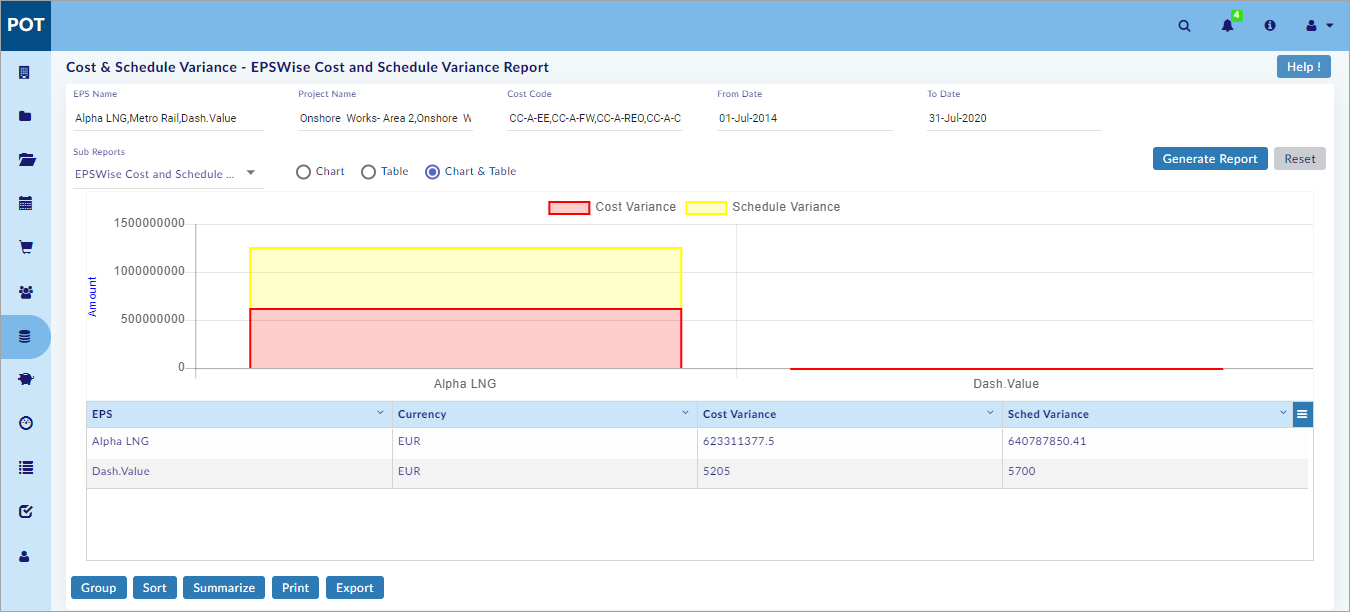 POT
4
Cost & Schedule Variance - EPSWise Cost and Schedule Variance Report
Help !
EPS Name
Project Name
Cost Code
From Date
To Date
Alpha LNG,Metro Rail,Dash.Value
Onshore Works- Area 2,Onshore W
CC-A-EE,CC-A-FW,CC-A-REO,CC-A-C
01-Jul-2014
31-Jul-2020
Sub Reports
EPSWise Cost and Schedule ...
Chart
Table
Chart & Table
Generate Report
Reset
Cost Variance
Schedule Variance
1500000000
1000000000
500000000
0
Amount
Alpha LNG
Dash.Value
EPS Currency Cost Variance Sched Variance
Alpha LNG EUR 623311377.5 640787850.41
Dash.Value EUR 5205 5700
Group
Sort
Summarize
Print
Export